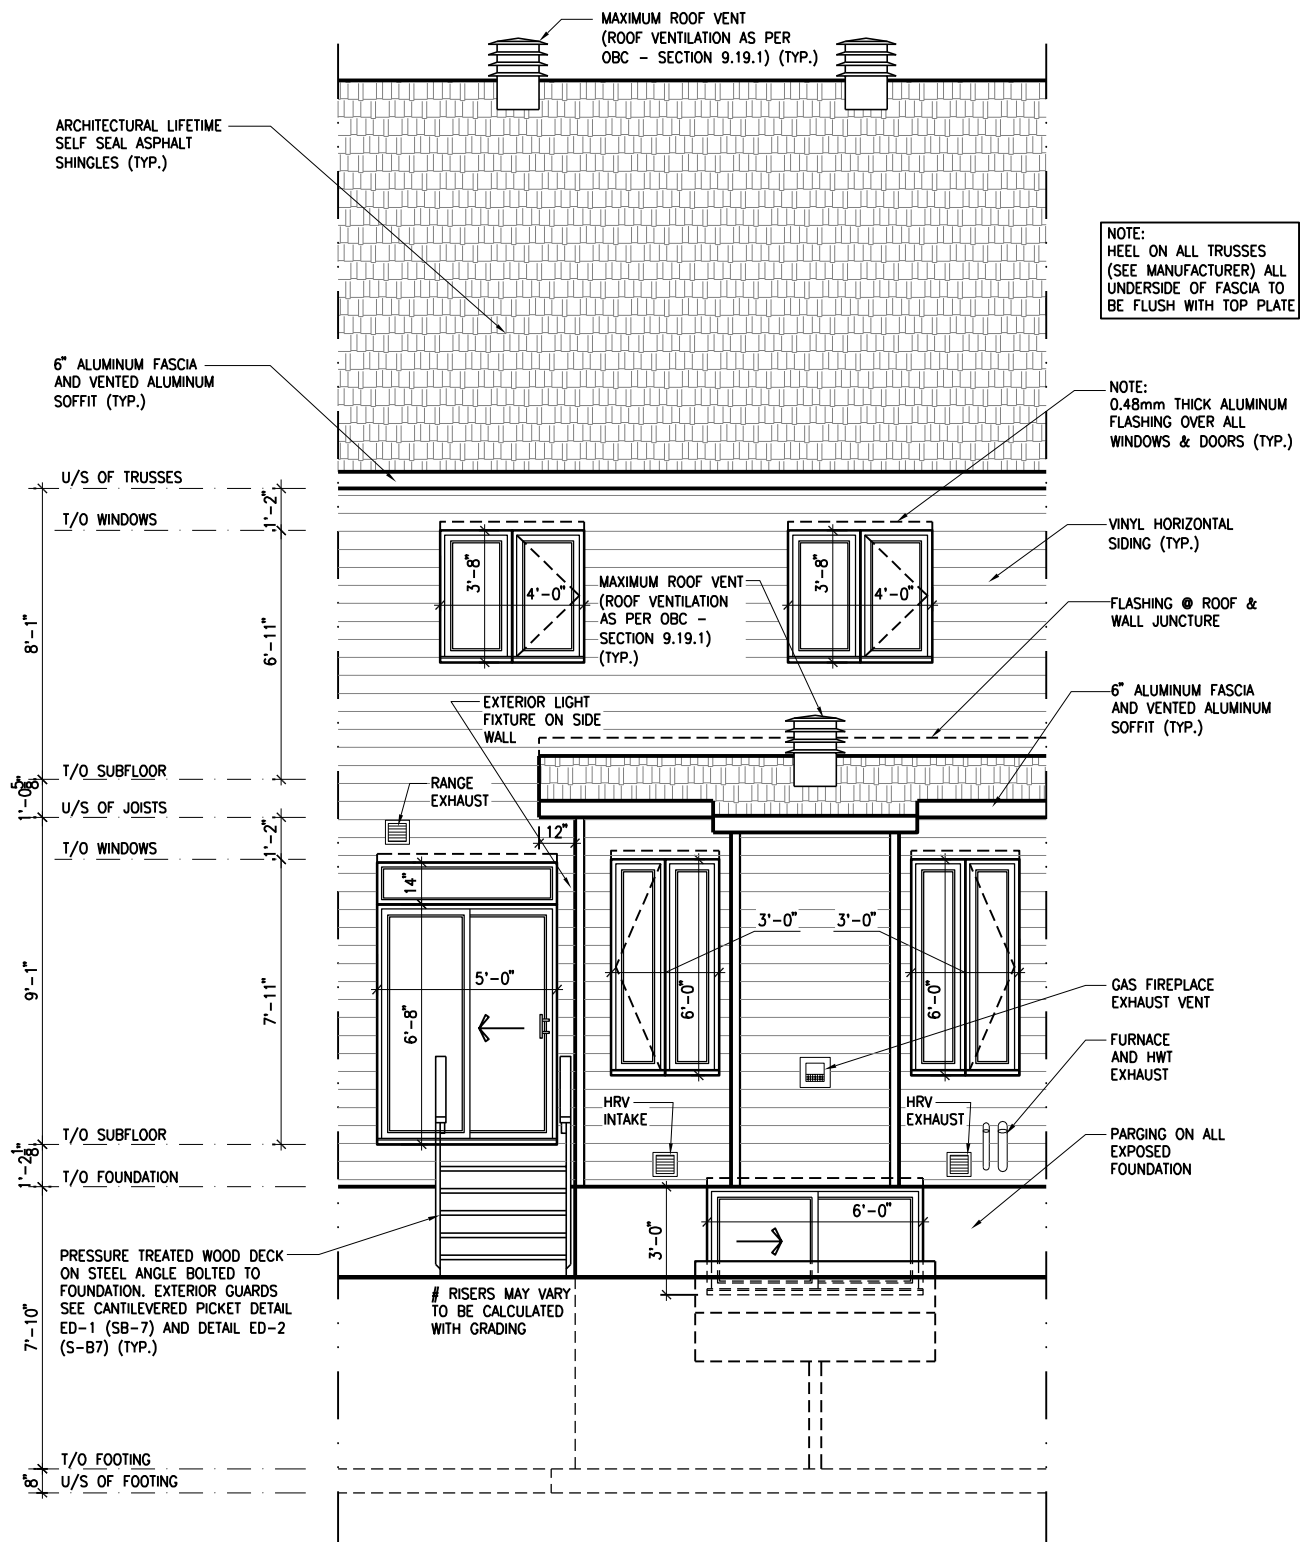 MAXIMUM ROOF VENT
(ROOF VENTILATION AS PER
OBC - SECTION 9.19.1) (TYP.)
ARCHITECTURAL LIFETIME
SELF SEAL ASPHALT
SHINGLES (TYP.)
NOTE:
HEEL ON ALL TRUSSES
(SEE MANUFACTURER) ALL
UNDERSIDE OF FASCIA TO
BE FLUSH WITH TOP PLATE
6" ALUMINUM FASCIA
AND VENTED ALUMINUM
SOFFIT (TYP.)
NOTE:
0.48mm THICK ALUMINUM
FLASHING OVER ALL
WINDOWS & DOORS (TYP.)
U/S OF TRUSSES
1'-2"
T/O WINDOWS
VINYL HORIZONTAL
SIDING (TYP.)
3'-8"
4'-0"
3'-8"
4'-0"
MAXIMUM ROOF VENT
(ROOF VENTILATION
AS PER OBC -
SECTION 9.19.1)
(TYP.)
FLASHING @ ROOF &
WALL JUNCTURE
8'-1"
6'-11"
6" ALUMINUM FASCIA
AND VENTED ALUMINUM
SOFFIT (TYP.)
EXTERIOR LIGHT
FIXTURE ON SIDE
WALL
T/O SUBFLOOR
1'-0 5/8"
RANGE
EXHAUST
U/S OF JOISTS
1'-2"
12"
T/O WINDOWS
14"
3'-0"
3'-0"
5'-0"
9'-1"
7'-11"
6'-8"
6'-0"
6'-0"
GAS FIREPLACE
EXHAUST VENT
FURNACE
AND HWT
EXHAUST
HRV
INTAKE
HRV
EXHAUST
T/O SUBFLOOR
1'-2 1/8"
PARGING ON ALL
EXPOSED
FOUNDATION
T/O FOUNDATION
6'-0"
3'-0"
PRESSURE TREATED WOOD DECK
ON STEEL ANGLE BOLTED TO
FOUNDATION. EXTERIOR GUARDS
SEE CANTILEVERED PICKET DETAIL
ED-1 (SB-7) AND DETAIL ED-2
(S-B7) (TYP.)
# RISERS MAY VARY
TO BE CALCULATED
WITH GRADING
7'-10"
T/O FOOTING
8"
U/S OF FOOTING